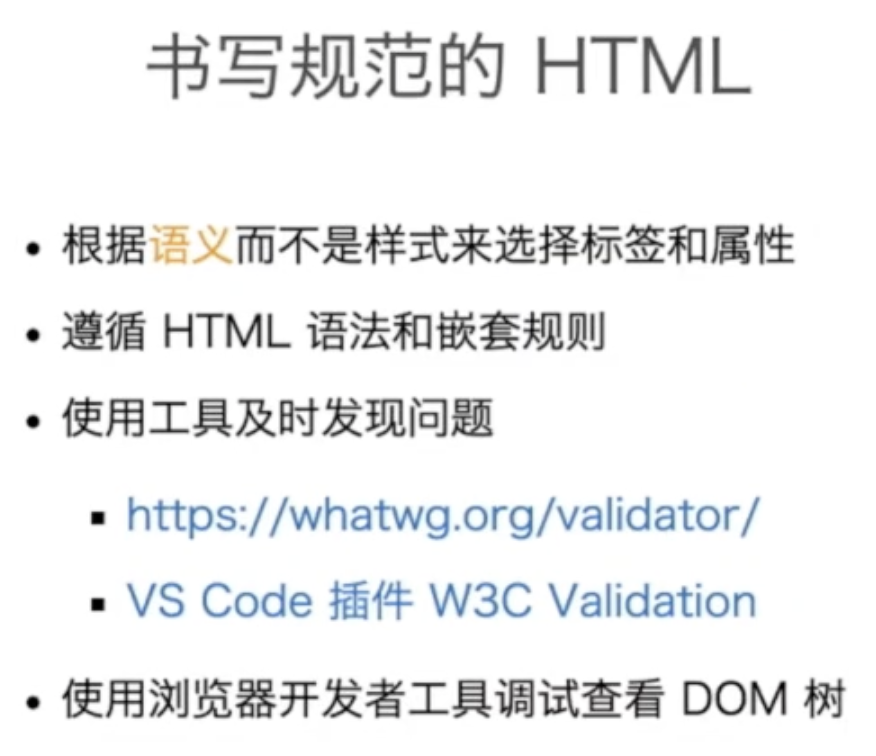 书写规范的 HTML
根据语义而不是样式来选择标签和属性
遵循 HTML 语法和嵌套规则
使用工具及时发现问题
https://whatwg.org/validator/
VS Code 插件 W3C Validation
使用浏览器开发者工具调试查看 DOM 树